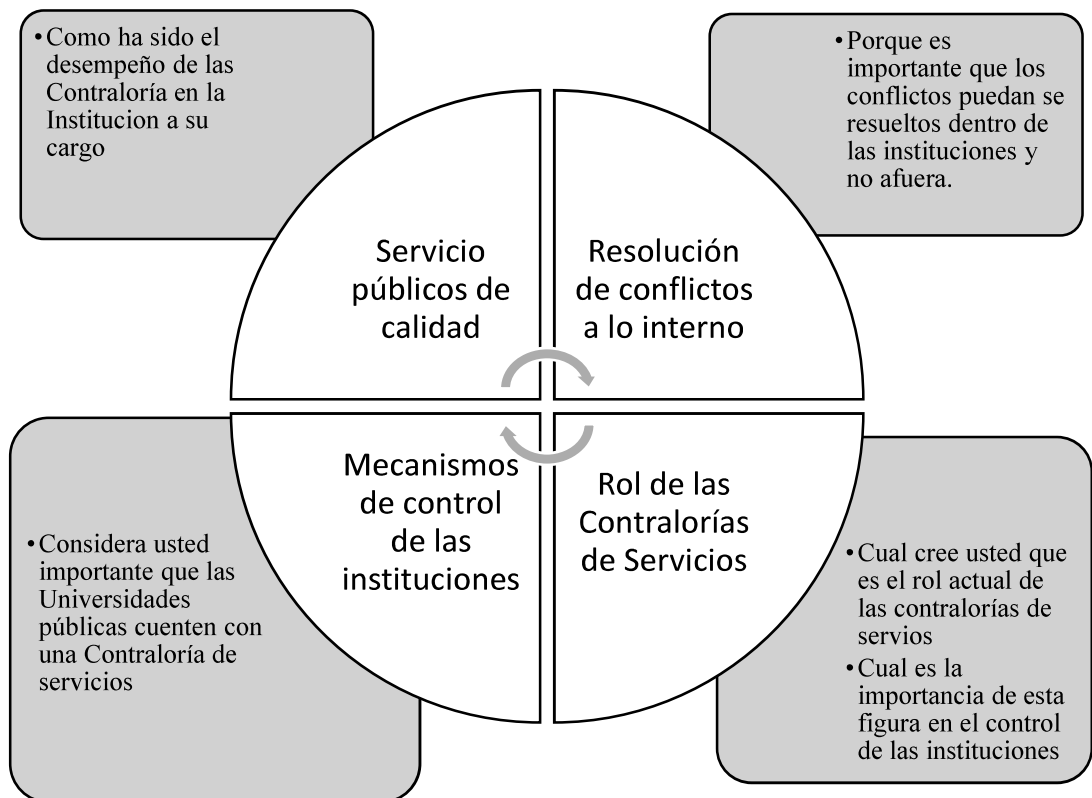 •Como ha sido el
desempeño de las
Contraloría en la
Institucion a su
cargo
•Porque es
importante que los
conflictos puedan se
resueltos dentro de
las instituciones y
no afuera.
Servicio
públicos de
calidad
Resolución
de conflictos
a lo interno
Mecanismos
de control
de las
instituciones
Rol de las
Contralorías
de Servicios
•Considera usted
importante que las
Universidades
públicas cuenten con
una Contraloría de
servicios
•Cual cree usted que
es el rol actual de
las contralorías de
servios
•Cual es la
importancia de esta
figura en el control
de las instituciones